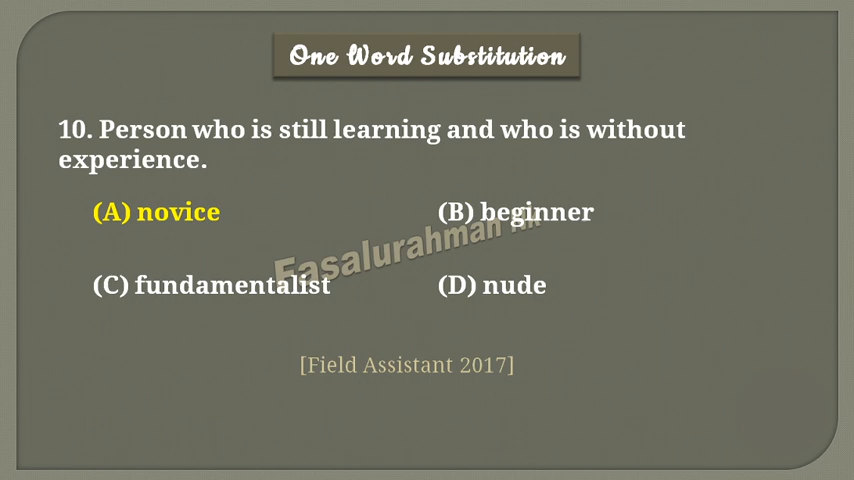 One Word Substitution
10. Person who is still learning and who is without
experience.
(A) novice
(B) beginner
Fasalurahman
(C) fundamentalist
(D) nude
[Field Assistant 2017]